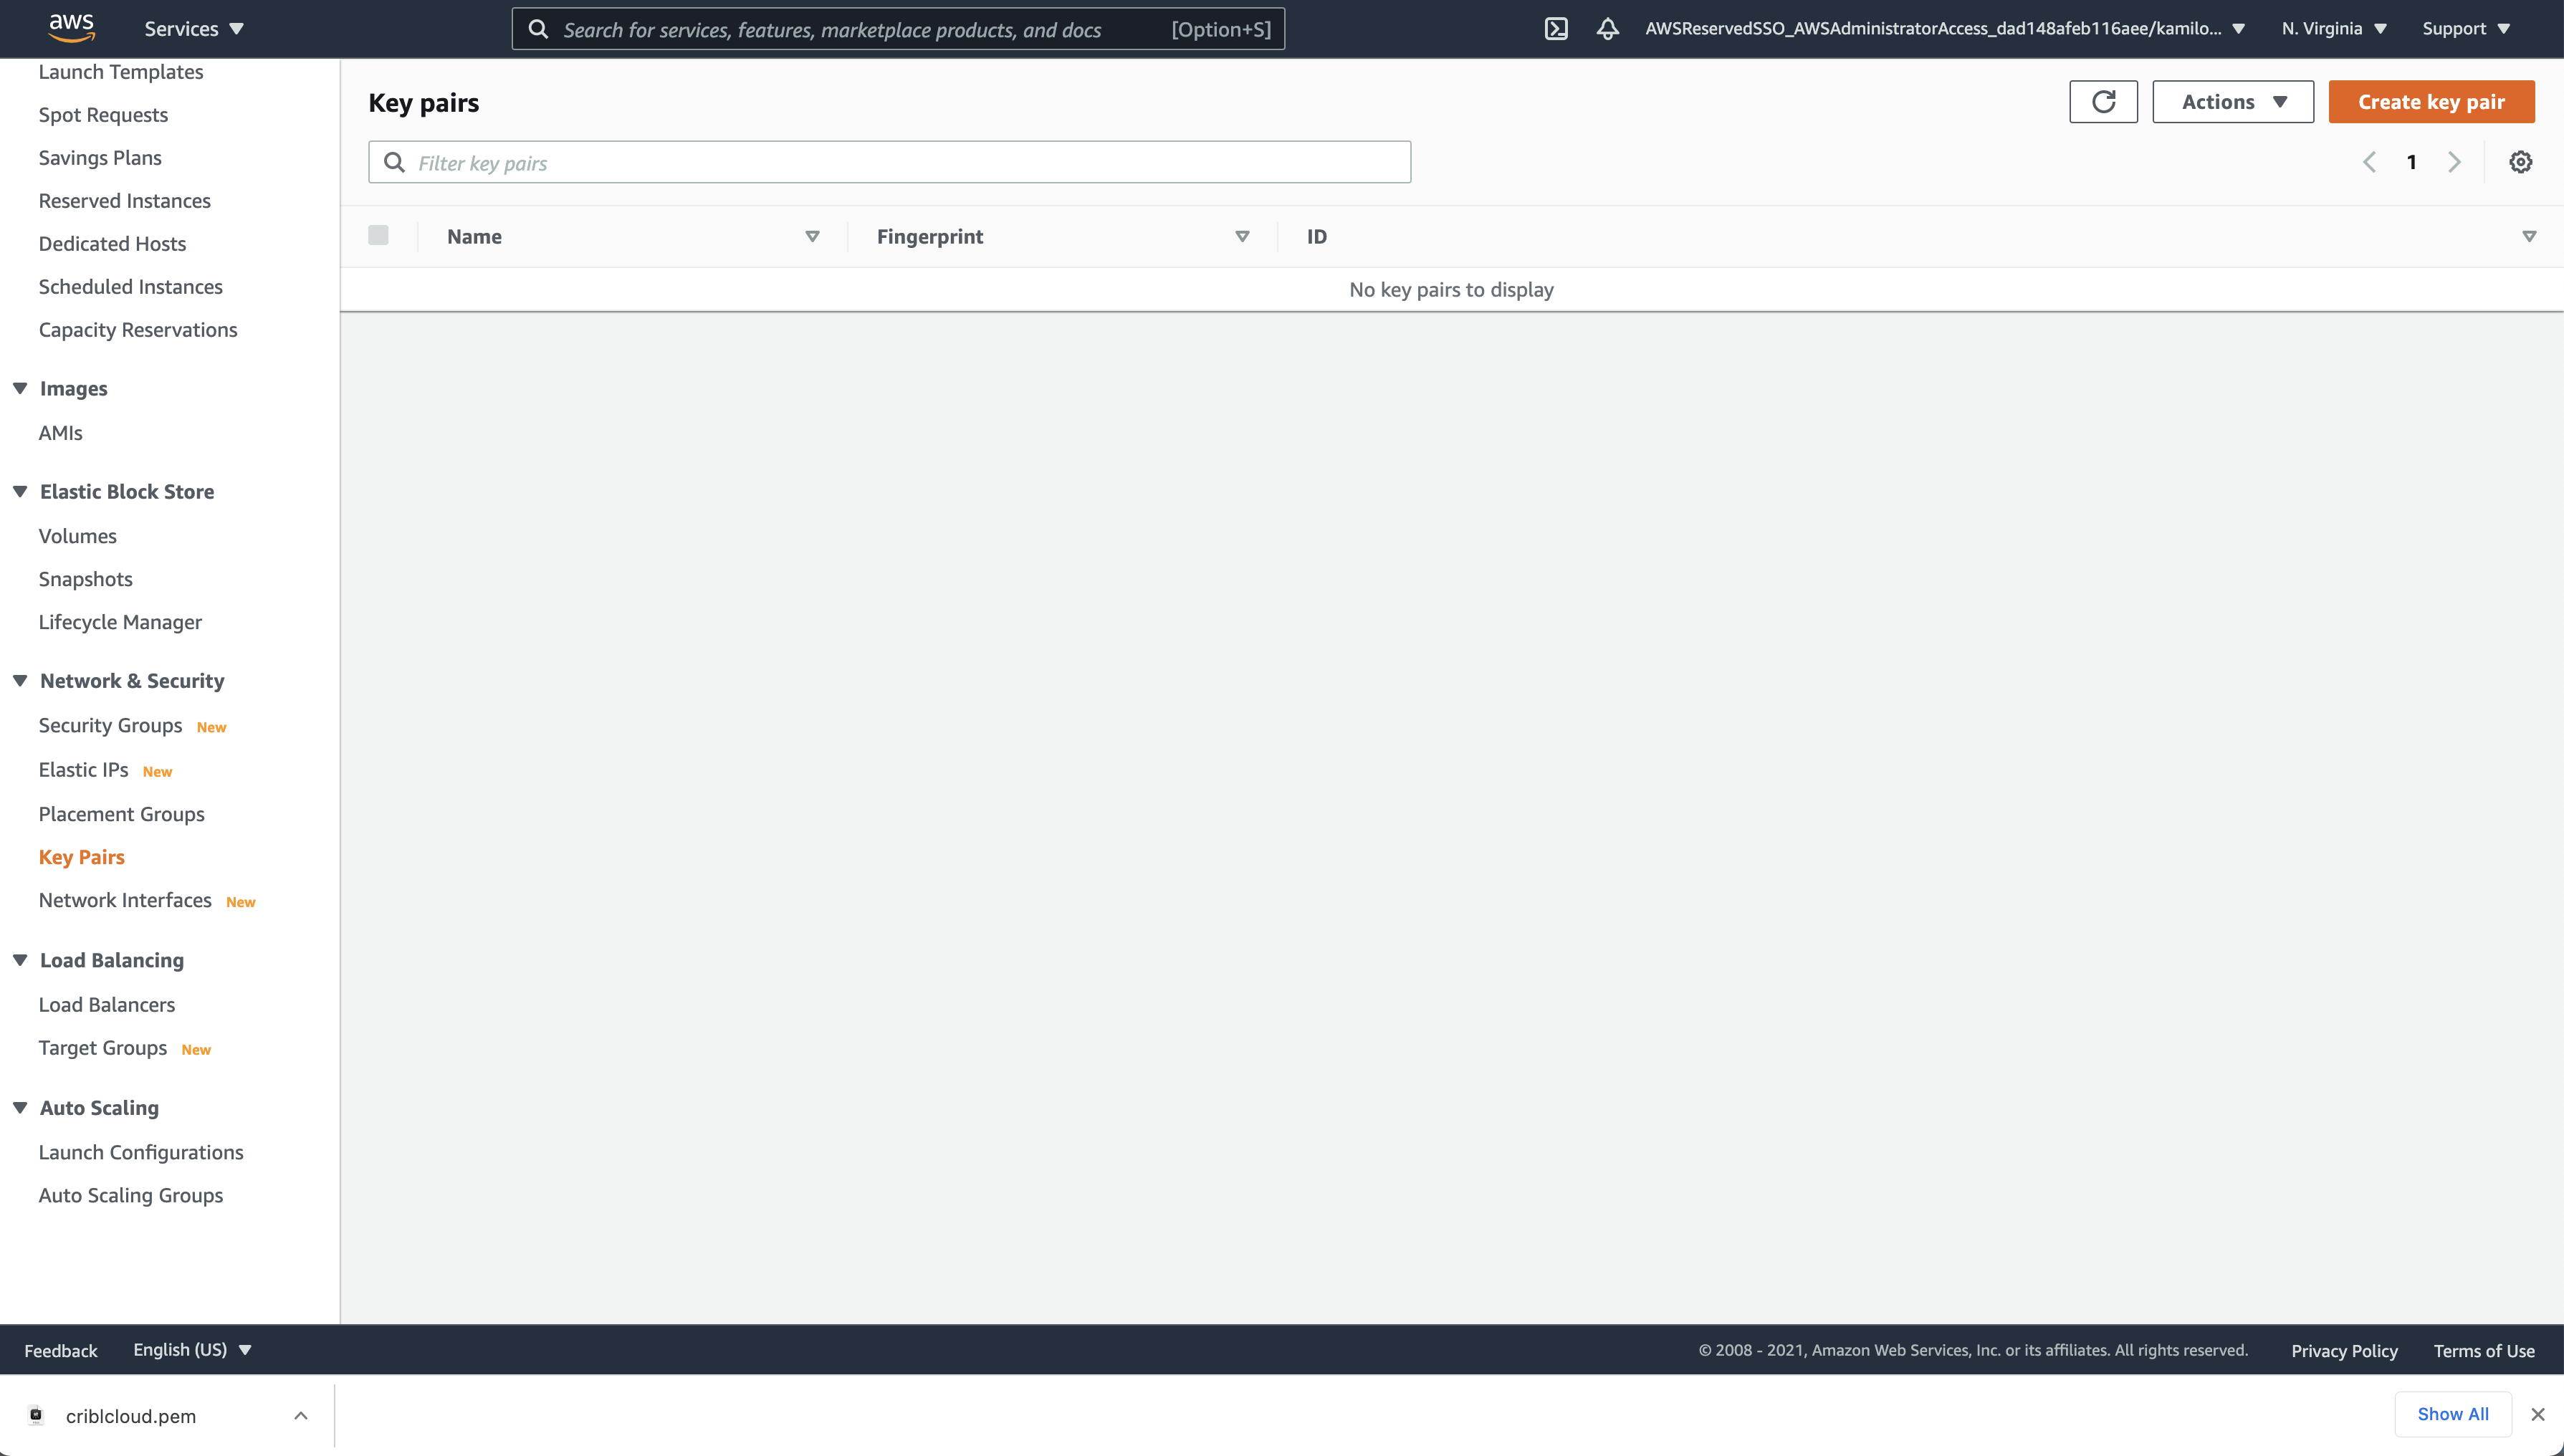 aws
Services
Search for services, features, marketplace products, and docs [Option+S]
AWSReservedSSO_AWSAdministratorAccess_dad148afeb116aee/kamilo...
N. Virginia
Support
Launch Templates
Spot Requests
Savings Plans
Reserved Instances
Dedicated Hosts
Scheduled Instances
Capacity Reservations
Images
AMIs
Elastic Block Store
Volumes
Snapshots
Lifecycle Manager
Network & Security
Security Groups New
Elastic IPs New
Placement Groups
Key Pairs
Network Interfaces New
Load Balancing
Load Balancers
Target Groups New
Auto Scaling
Launch Configurations
Auto Scaling Groups
Key pairs
Actions
Create key pair
Filter key pairs
1
Name
Fingerprint
ID
No key pairs to display
Feedback
English (US)
© 2008 - 2021, Amazon Web Services, Inc. or its affiliates. All rights reserved.
Privacy Policy
Terms of Use
criblcloud.pem
Show All